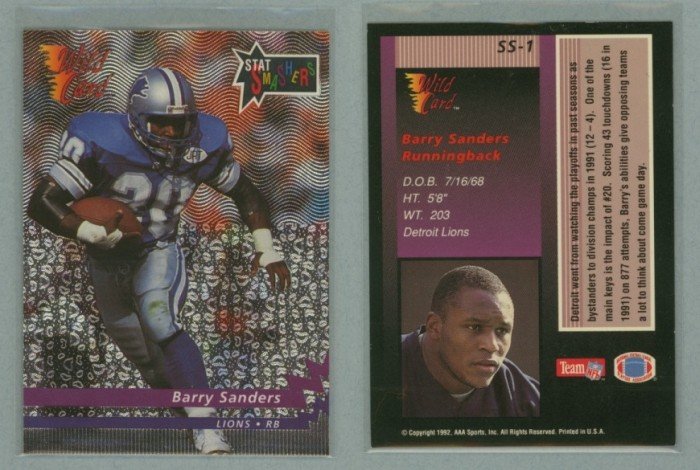 Wild
Card
STAT
SMASHERS
20
Barry Sanders
LIONS • RB
SS-1
Wild
Card™
Barry Sanders
Runningback
D.O.B. 7/16/68
HT. 5'8"
WT. 203
Detroit Lions
Detroit went from watching the playoffs in past seasons as
bystanders to division champs in 1991 (12 – 4). One of the
main keys is the impact of #20. Scoring 43 touchdowns (16 in
1991) on 877 attempts, Barry's abilities give opposing teams
a lot to think about come game day.
Team NFL
© Copyright 1992, AAA Sports, Inc. All Rights Reserved. Printed in U.S.A.